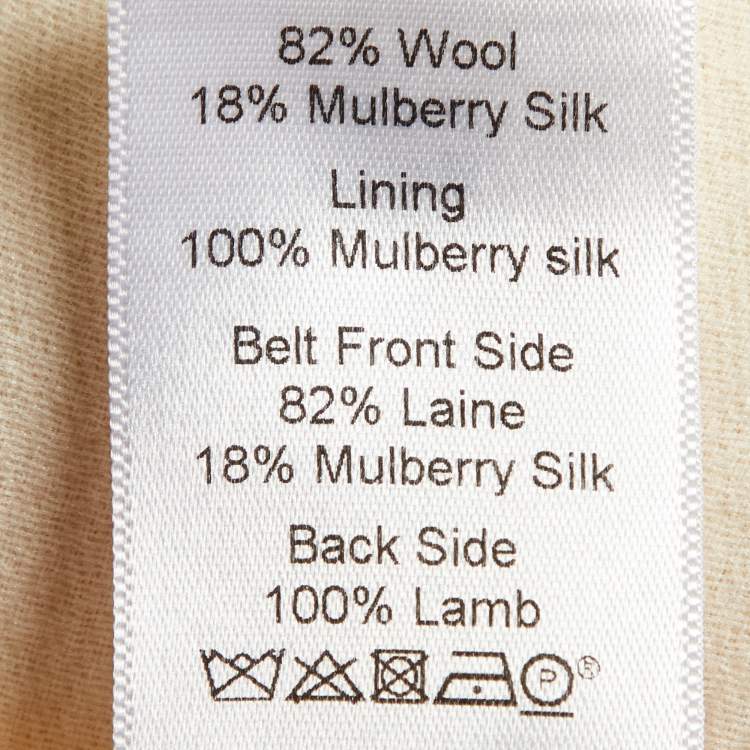 82% Wool
18% Mulberry Silk
Lining
100% Mulberry silk
Belt Front Side
82% Laine
18% Mulberry Silk
Back Side
100% Lamb
P ®